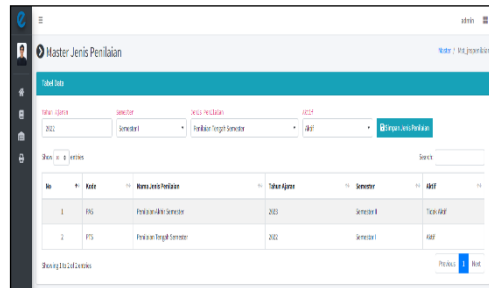 admin
Master Jenis Penilaian
Master / Mst_jnspenilaian
Tabel Data
Tahun Ajaran Semester Jenis Penilaian Aktif
2022 Semester I Penilaian Tengah Semester Aktif Simpan Jenis Penilaian
Show entries Search:
No Kode Nama Jenis Penilaian Tahun Ajaran Semester Aktif
1 PAS Penilaian Akhir Semester 2023 Semester II Tidak Aktif
2 PTS Penilaian Tengah Semester 2022 Semester I Aktif
Showing 1 to 2 of 2 entries Previous 1 Next